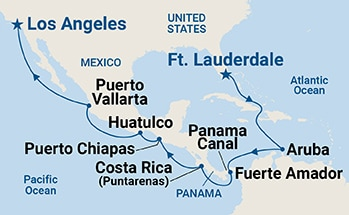 Los Angeles
UNITED
STATES
MEXICO
Ft. Lauderdale
Atlantic
Ocean
Puerto
Vallarta
Huatulco
Panama
Canal
Puerto Chiapas
Aruba
Costa Rica
(Puntarenas)
Fuerte Amador
Pacific
Ocean
PANAMA